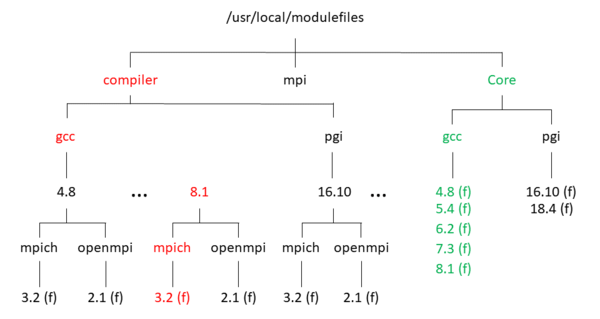 /usr/local/modulefiles
compiler mpi Core
gcc pgi gcc pgi
4.8 ... 8.1 16.10 ... 4.8 (f) 16.10 (f)
5.4 (f) 18.4 (f)
6.2 (f)
mpich openmpi mpich openmpi mpich openmpi 7.3 (f)
8.1 (f)
3.2 (f) 2.1 (f) 3.2 (f) 2.1 (f) 3.2 (f) 2.1 (f)